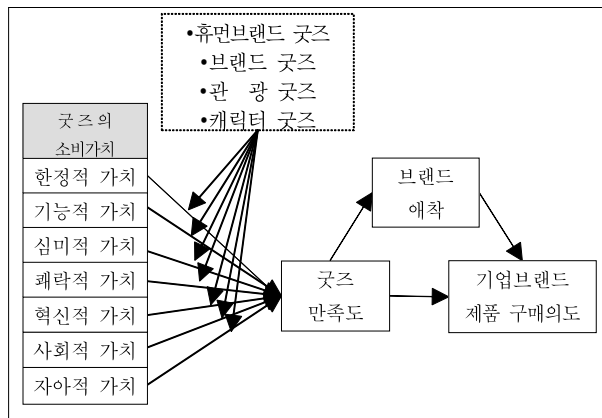 •휴먼브랜드 굿즈
•브랜드 굿즈
•관 광 굿즈
•캐릭터 굿즈
굿즈의
소비가치
한정적 가치
기능적 가치
심미적 가치
쾌락적 가치
혁신적 가치
사회적 가치
자아적 가치
굿즈
만족도
브랜드
애착
기업브랜드
제품 구매의도